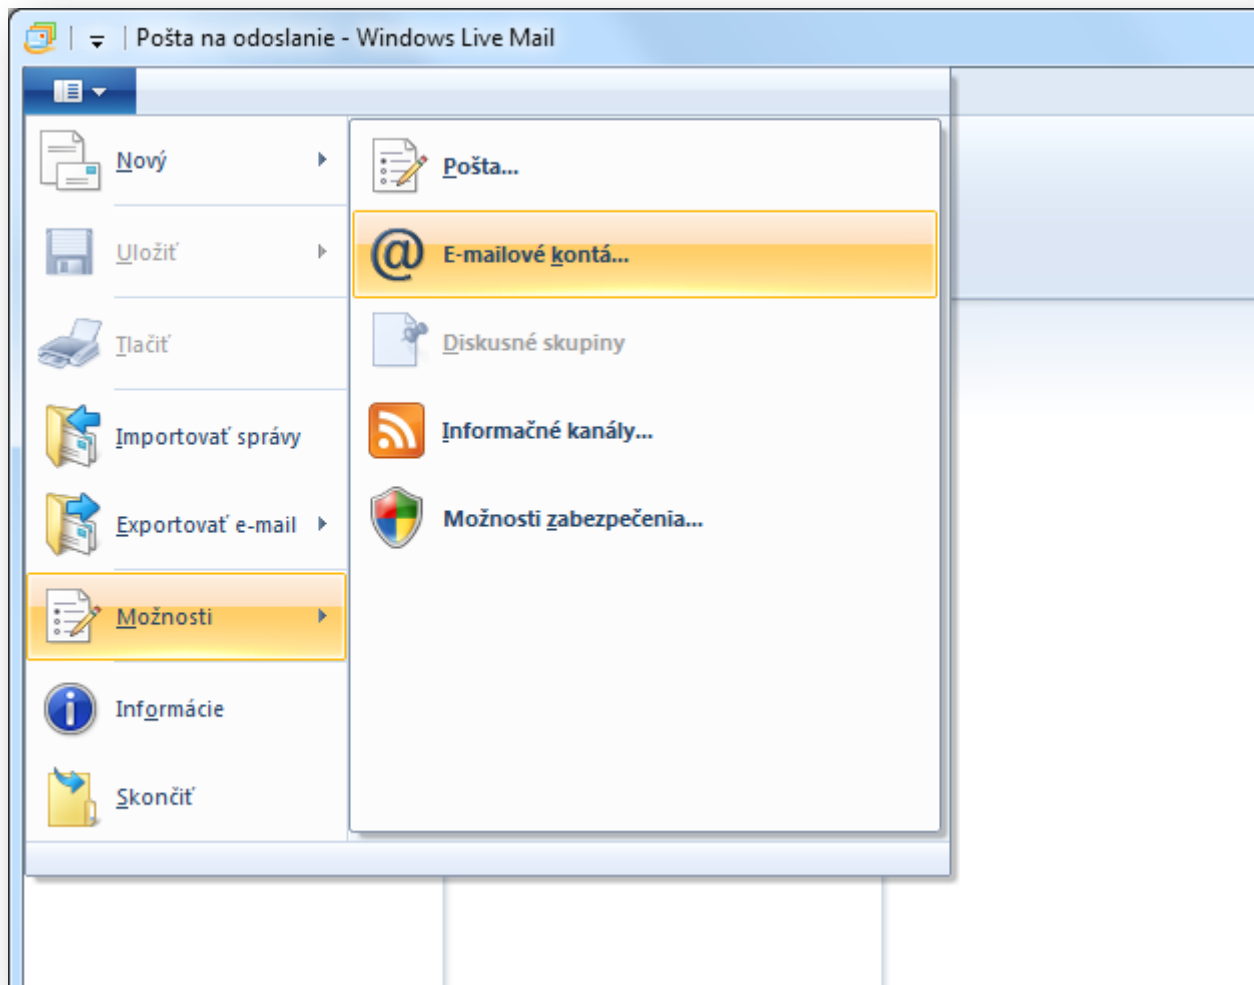 Pošta na odoslanie - Windows Live Mail
Nový
Uložiť
Tlačiť
Importovať správy
Exportovať e-mail
Možnosti
Informácie
Skončiť
Pošta...
E-mailové kontá...
Diskusné skupiny
Informačné kanály...
Možnosti zabezpečenia...